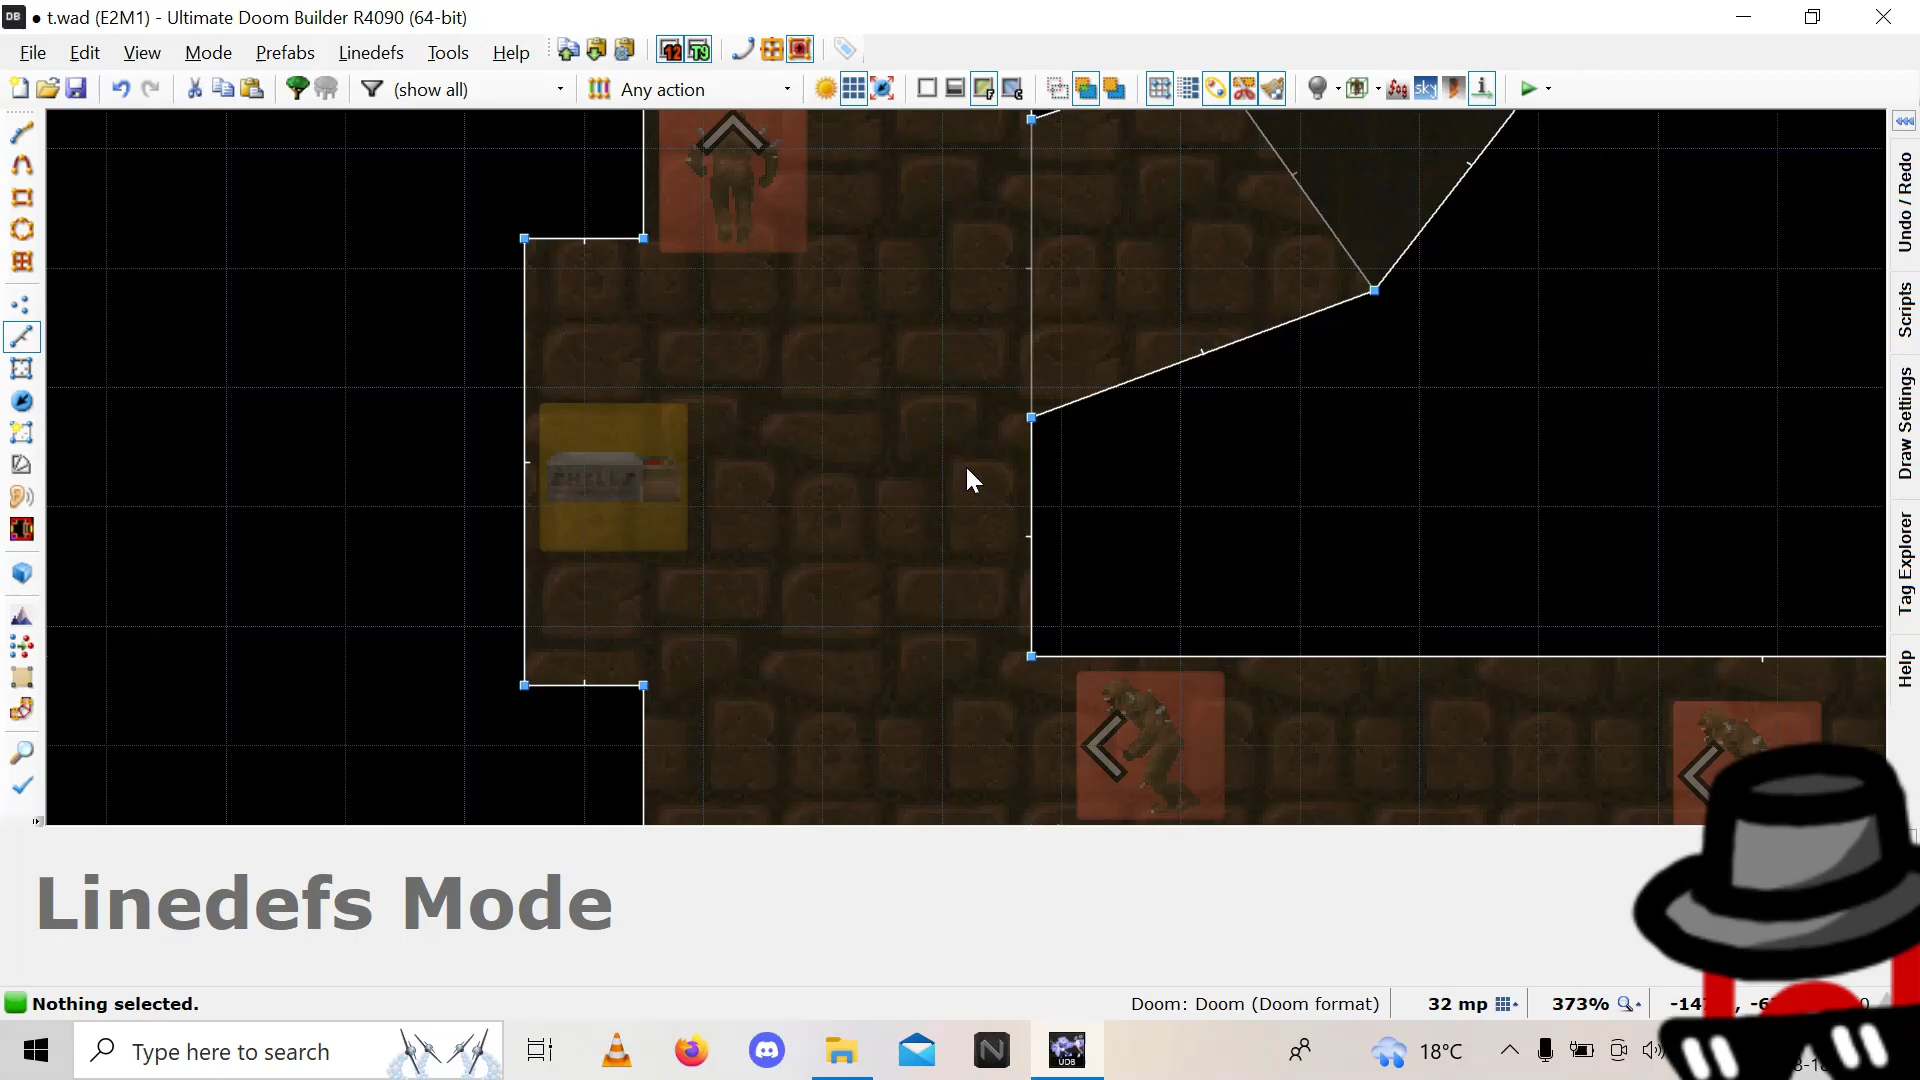 t.wad (E2M1) - Ultimate Doom Builder R4090 (64-bit)
File Edit View Mode Prefabs Linedefs Tools Help
(show all) Any action
Undo / Redo
Scripts
Draw Settings
Tag Explorer
Help
SHELLS
Linedefs Mode
Nothing selected.
Doom: Doom (Doom format) 32 mp 373%
Type here to search
UDB
18°C